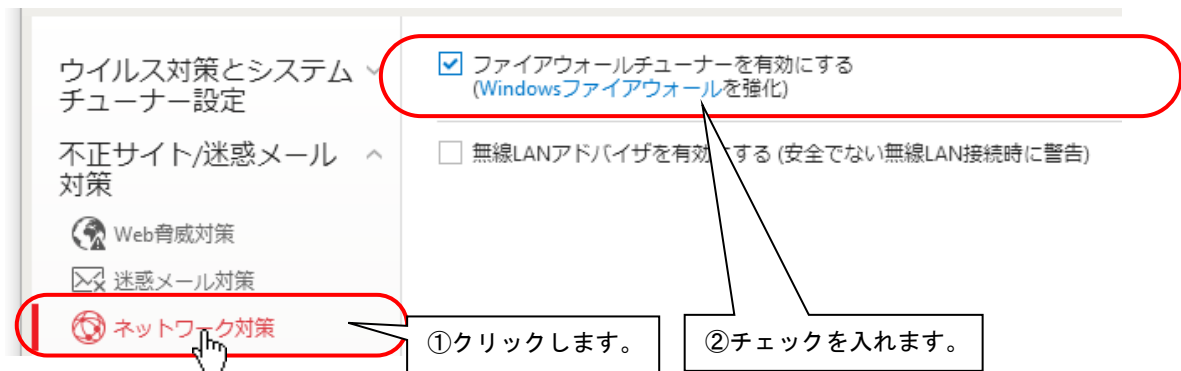 ウイルス対策とシステム
チューナー設定
不正サイト/迷惑メール
対策
Web脅威対策
迷惑メール対策
ネットワーク対策
ファイアウォールチューナーを有効にする
(Windowsファイアウォールを強化)
無線LANアドバイザを有効にする (安全でない無線LAN接続時に警告)
①クリックします。
②チェックを入れます。